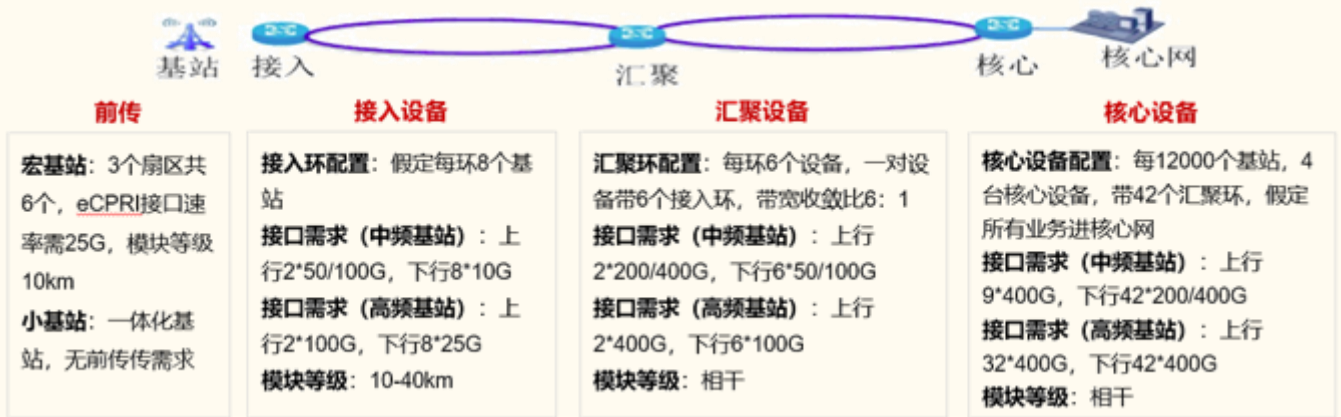 基站
接入
汇聚
核心
核心网
前传
宏基站：3个扇区共
6个，eCPRI接口速
率需25G，模块等级
10km
小基站：一体化基
站，无前传传需求
接入设备
接入环配置：假定每环8个基
站
接口需求（中频基站）：上
行2*50/100G，下行8*10G
接口需求（高频基站）：上
行2*100G，下行8*25G
模块等级：10-40km
汇聚设备
汇聚环配置：每环6个设备，一对设
备带6个接入环，带宽收敛比6：1
接口需求（中频基站）：上行
2*200/400G，下行6*50/100G
接口需求（高频基站）：上行
2*400G，下行6*100G
模块等级：相干
核心设备
核心设备配置：每12000个基站，4
台核心设备，带42个汇聚环，假定
所有业务进核心网
接口需求（中频基站）：上行
9*400G，下行42*200/400G
接口需求（高频基站）：上行
32*400G，下行42*400G
模块等级：相干